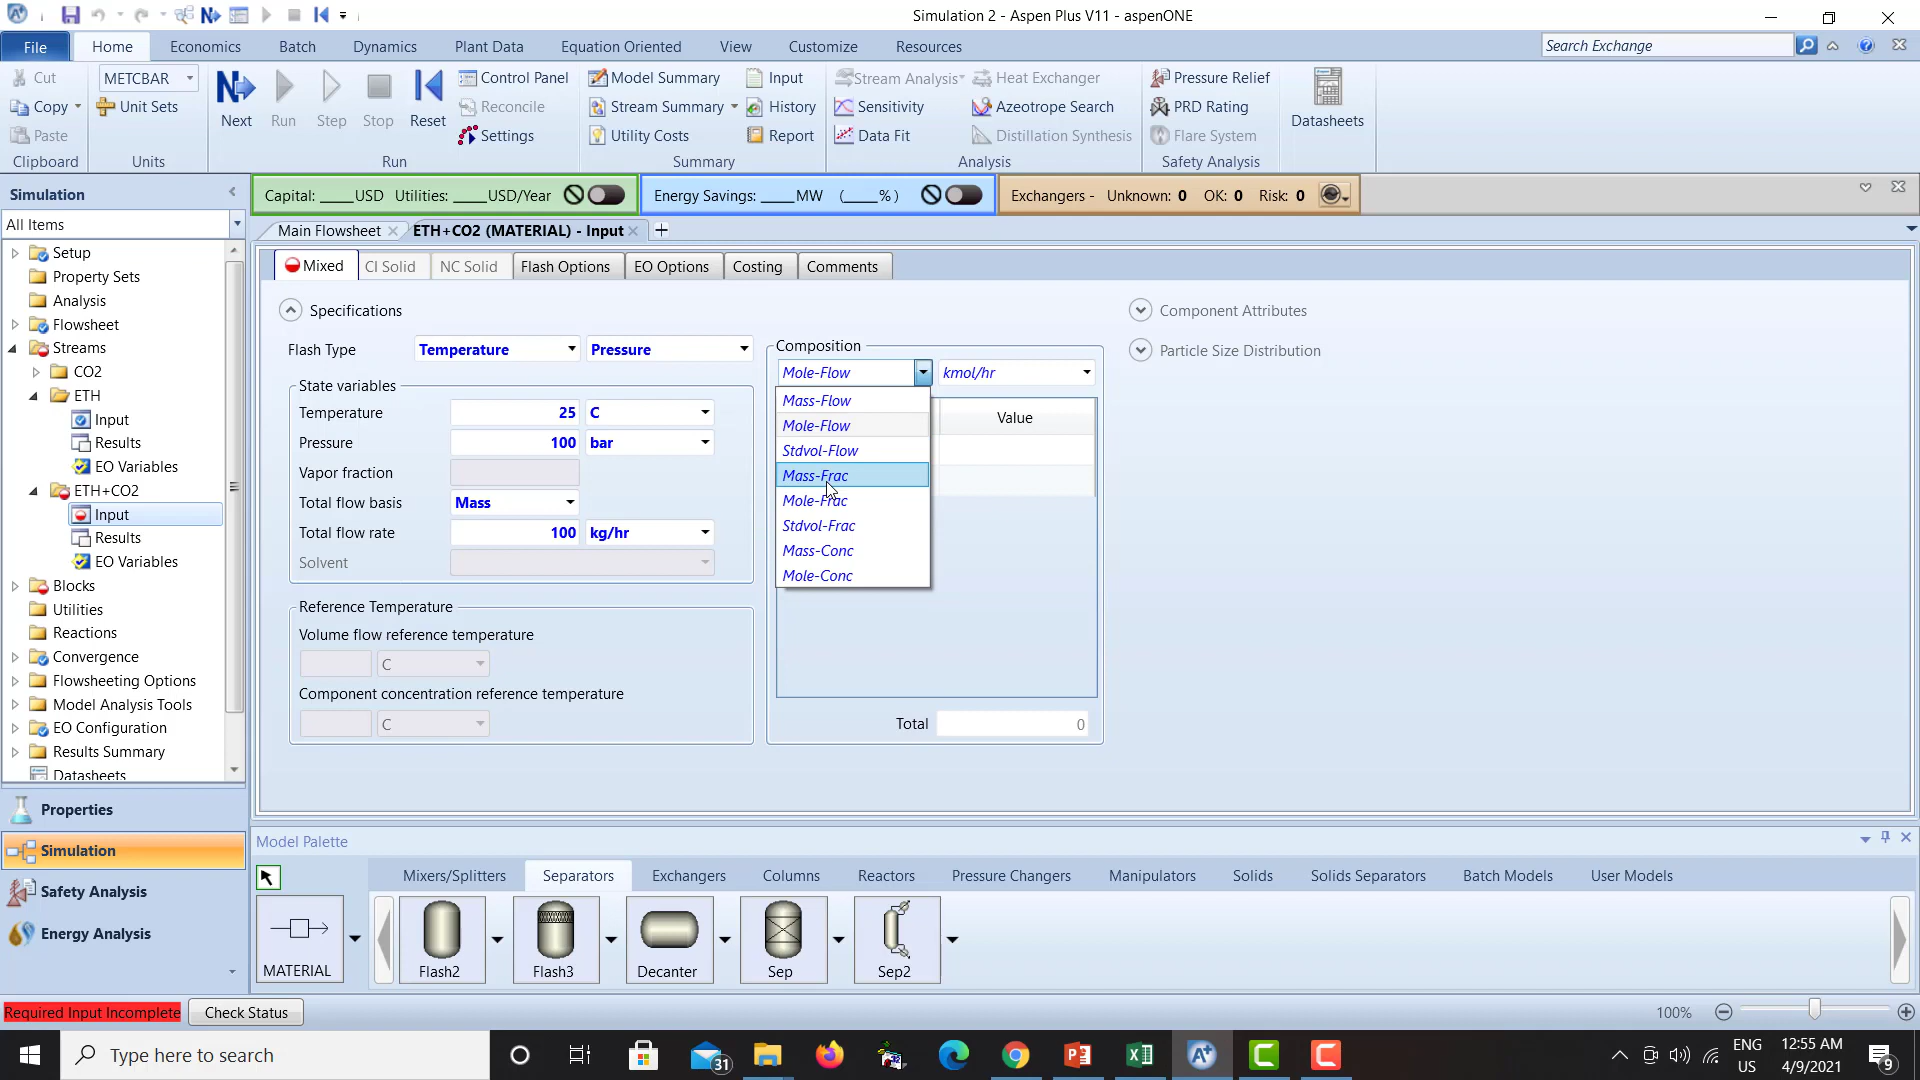 Simulation 2 - Aspen Plus V11 - aspenONE
File Home Economics Batch Dynamics Plant Data Equation Oriented View Customize Resources Search Exchange
Cut METCBAR Control Panel Model Summary Input Stream Analysis Heat Exchanger Pressure Relief
Copy Unit Sets Reconcile Stream Summary History Sensitivity Azeotrope Search PRD Rating
Next Run Step Stop Reset Datasheets
Paste Settings Utility Costs Report Data Fit Distillation Synthesis Flare System
Clipboard Units Run Summary Analysis Safety Analysis
Simulation
Capital: ____USD Utilities: ____USD/Year Energy Savings: ____MW (____%) Exchangers - Unknown: 0 OK: 0 Risk: 0
All Items
Main Flowsheet ETH+CO2 (MATERIAL) - Input
Setup
Property Sets
Analysis
Flowsheet
Streams
CO2
ETH
Input
Results
EO Variables
ETH+CO2
Input
Results
EO Variables
Blocks
Utilities
Reactions
Convergence
Flowsheeting Options
Model Analysis Tools
EO Configuration
Results Summary
Datasheets
Properties
Simulation
Safety Analysis
Energy Analysis
Mixed CI Solid NC Solid Flash Options EO Options Costing Comments
Specifications
Flash Type Temperature Pressure
State variables
Temperature 25 C
Pressure 100 bar
Vapor fraction
Total flow basis Mass
Total flow rate 100 kg/hr
Solvent
Reference Temperature
Volume flow reference temperature
C
Component concentration reference temperature
C
Composition
Mole-Flow kmol/hr
Value
Mass-Flow
Mole-Flow
Stdvol-Flow
Mass-Frac
Mole-Frac
Stdvol-Frac
Mass-Conc
Mole-Conc
Total 0
Component Attributes
Particle Size Distribution
Model Palette
Mixers/Splitters Separators Exchangers Columns Reactors Pressure Changers Manipulators Solids Solids Separators Batch Models User Models
MATERIAL Flash2 Flash3 Decanter Sep Sep2
Required Input Incomplete Check Status 100%
Type here to search 31 ENG US 12:55 AM 4/9/2021 9